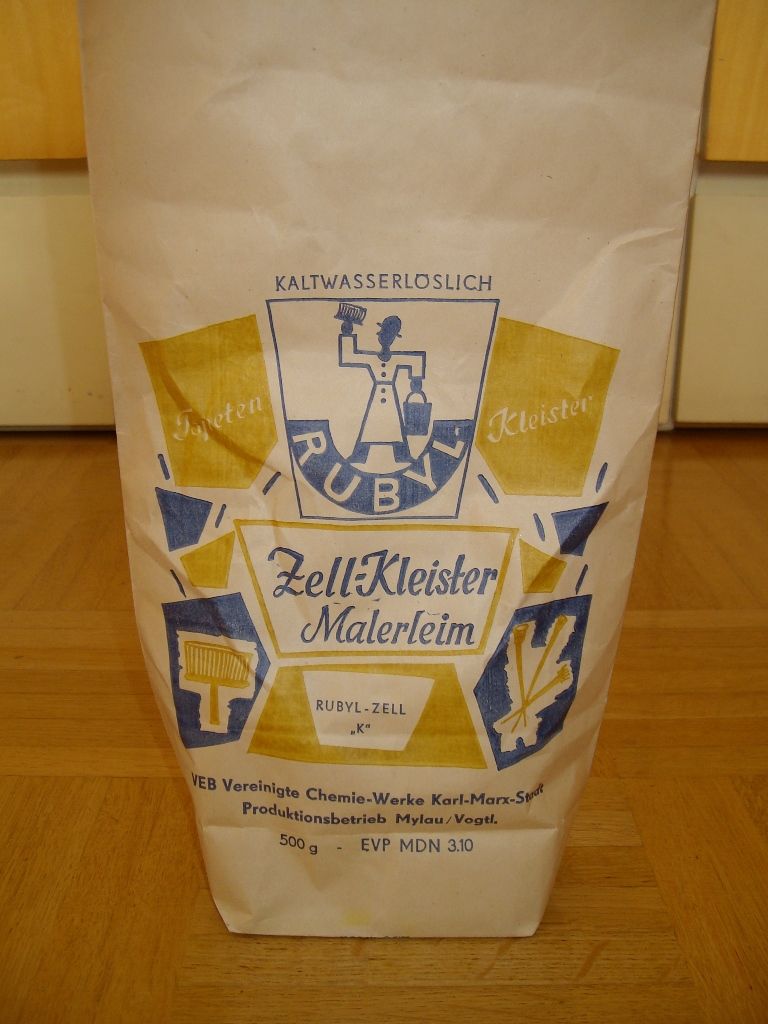 KALTWASSERLÖSLICH
Tapeten
Kleister
RUBYL
Zell-Kleister
Malerleim
RUBYL-ZELL
„K“
VEB Vereinigte Chemie-Werke Karl-Marx-Stadt
Produktionsbetrieb Mylau/Vogtl.
500 g - EVP MDN 3.10